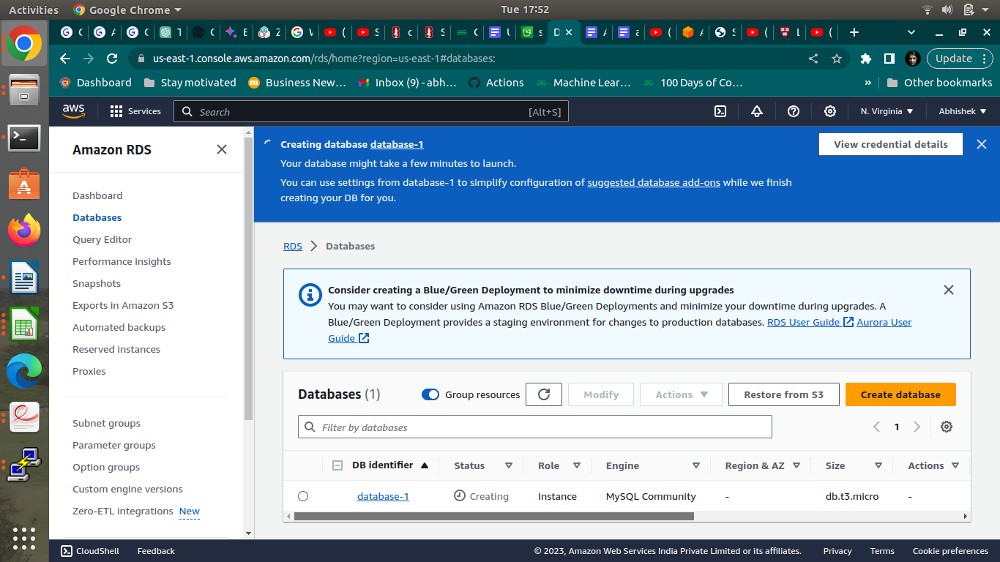 Activities
Google Chrome
Tue 17:52
us-east-1.console.aws.amazon.com/rds/home?region=us-east-1#databases:
Update
Dashboard
Stay motivated
Business New…
Inbox (9) - abh…
Actions
Machine Lear…
100 Days of Co…
»
Other bookmarks
aws
Services
Search
[Alt+S]
N. Virginia
Abhishek
Amazon RDS
Dashboard
Databases
Query Editor
Performance insights
Snapshots
Exports in Amazon S3
Automated backups
Reserved instances
Proxies
Subnet groups
Parameter groups
Option groups
Custom engine versions
Zero-ETL integrations New
Creating database database-1
Your database might take a few minutes to launch.
You can use settings from database-1 to simplify configuration of suggested database add-ons while we finish
creating your DB for you.
View credential details
RDS
Databases
Consider creating a Blue/Green Deployment to minimize downtime during upgrades
You may want to consider using Amazon RDS Blue/Green Deployments and minimize your downtime during upgrades. A
Blue/Green Deployment provides a staging environment for changes to production databases. RDS User Guide Aurora User
Guide
Databases (1)
Group resources
Modify
Actions
Restore from S3
Create database
Filter by databases
1
DB identifier
Status
Role
Engine
Region & AZ
Size
Actions
database-1
Creating
Instance
MySQL Community
-
db.t3.micro
-
CloudShell
Feedback
© 2023, Amazon Web Services India Private Limited or its affiliates.
Privacy
Terms
Cookie preferences